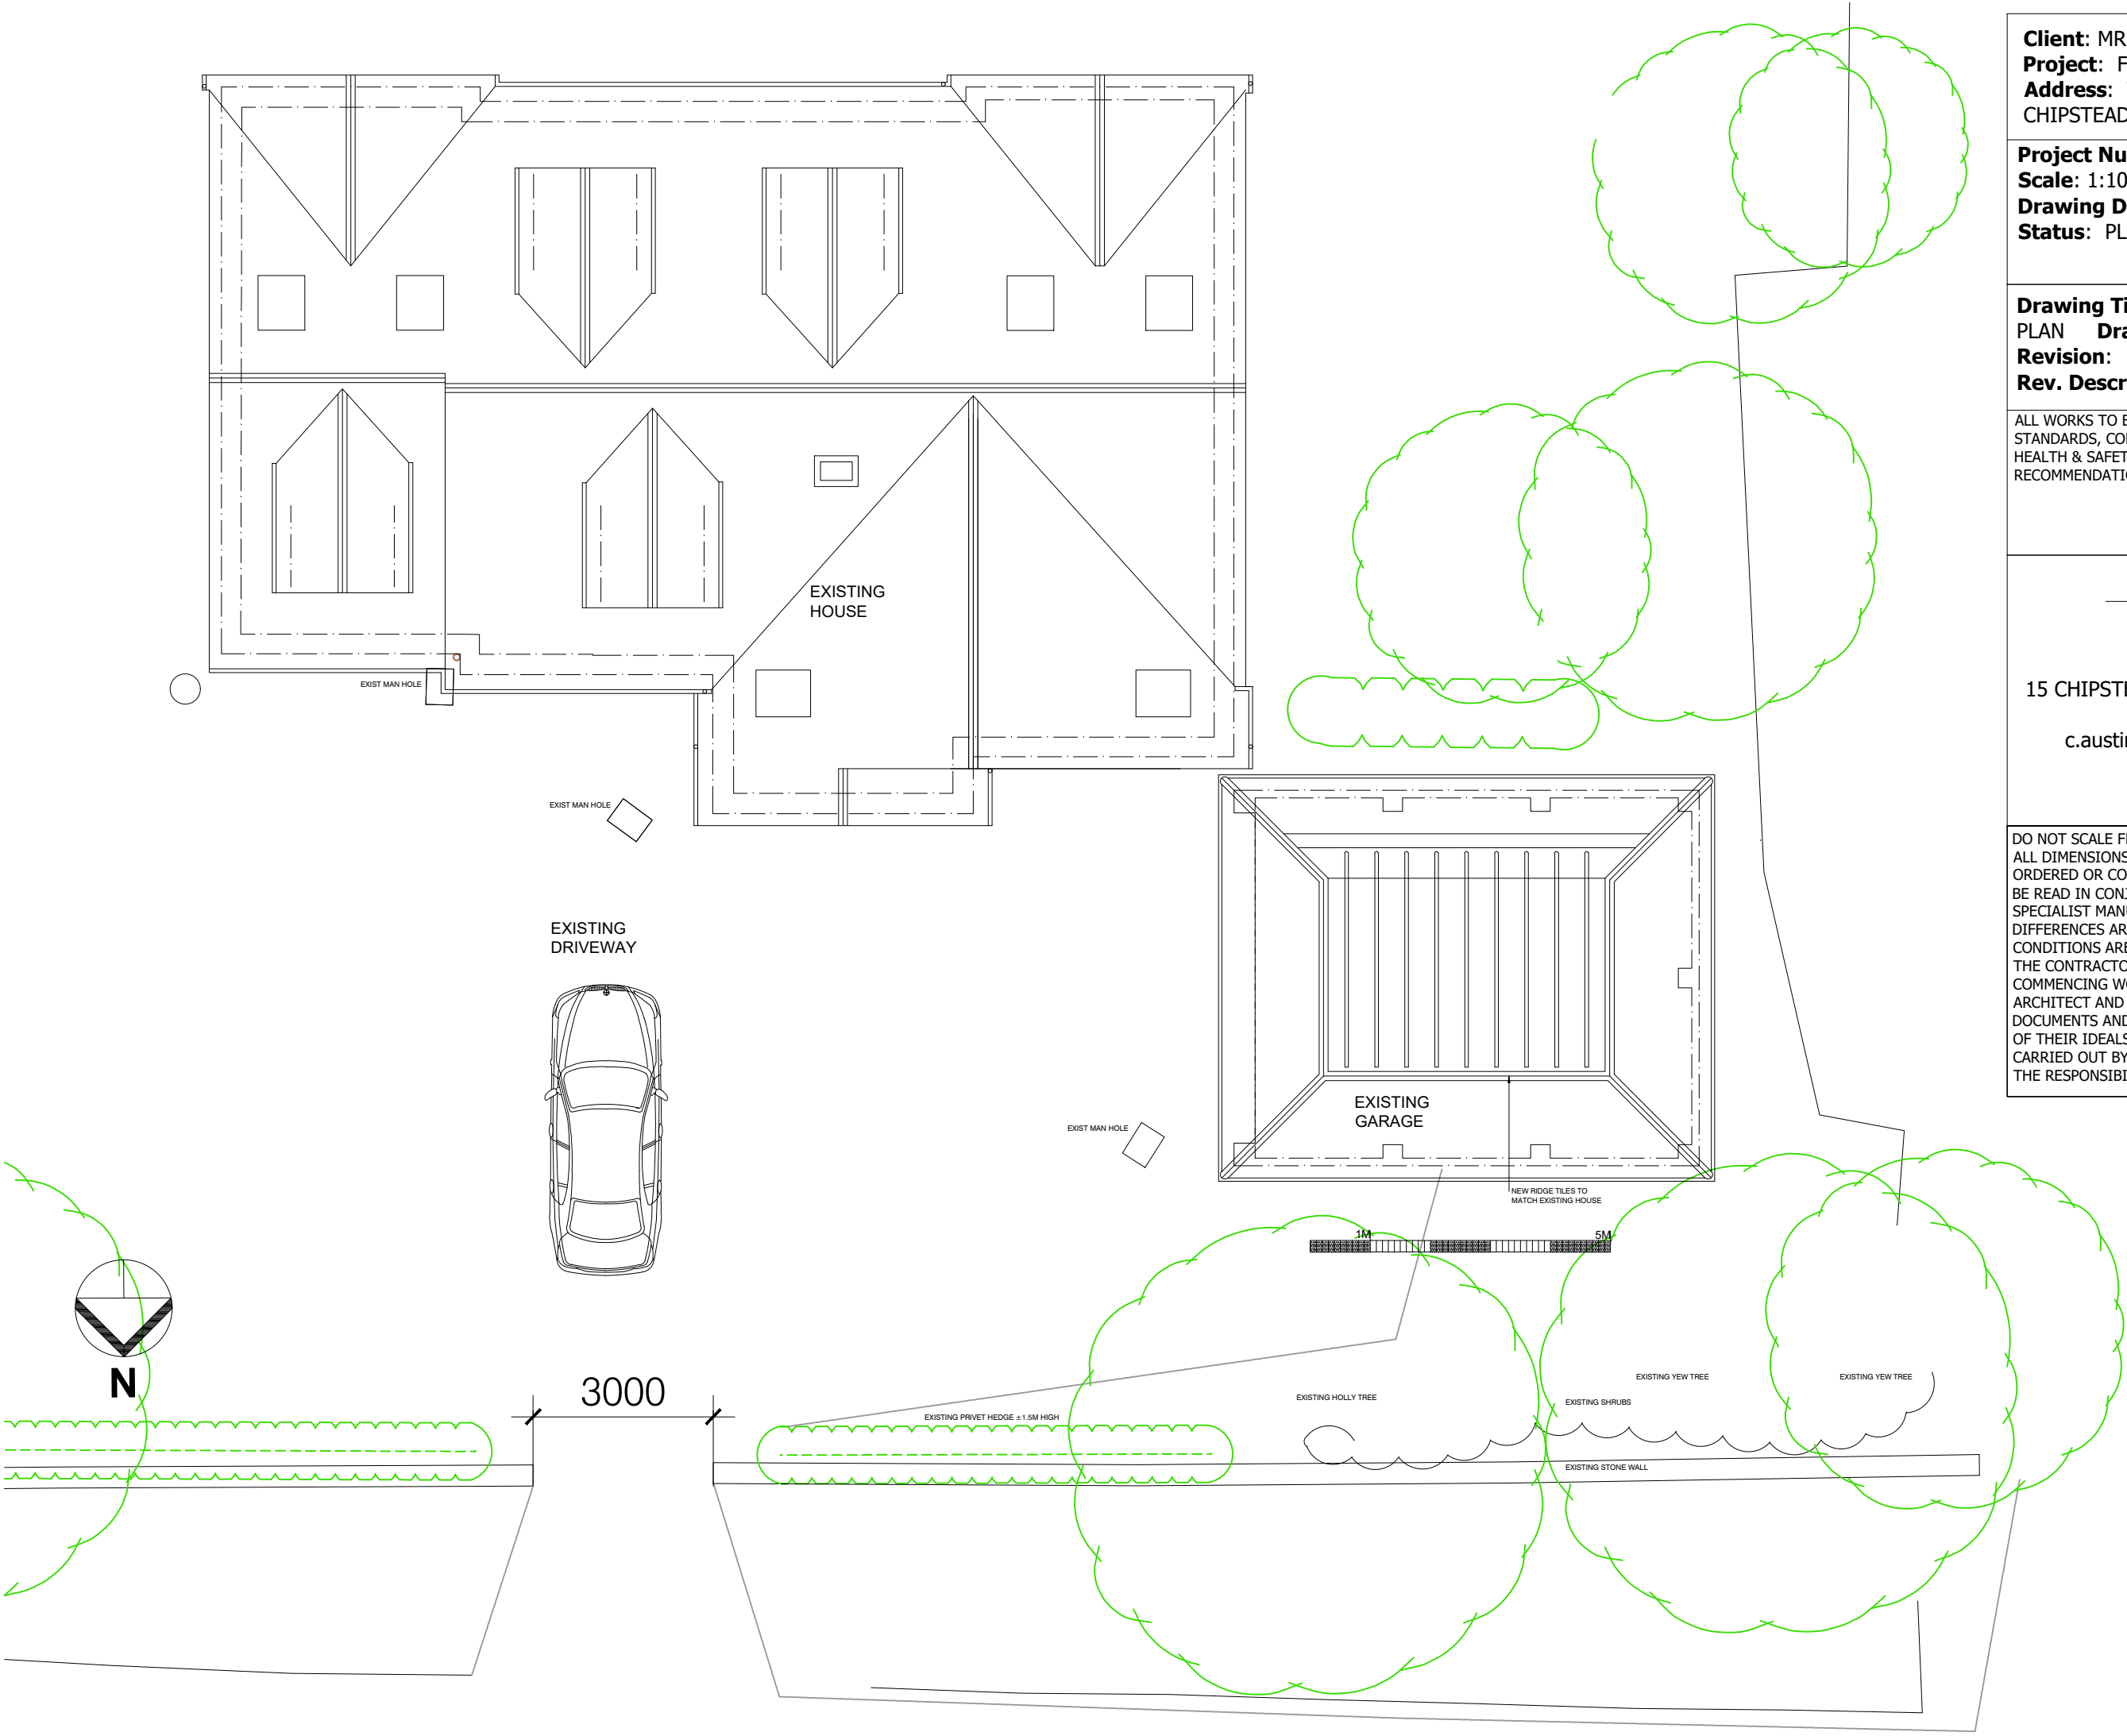 Client: MR
Project: F
Address:
CHIPSTEAD
Project Nu
Scale: 1:10
Drawing D
Status: PL
Drawing Ti
PLAN Dra
Revision:
Rev. Descr
ALL WORKS TO
STANDARDS, CO
HEALTH & SAFET
RECOMMENDATI
15 CHIPSTE
c.austi
DO NOT SCALE F
ALL DIMENSIONS
ORDERED OR CO
BE READ IN CON
SPECIALIST MAN
DIFFERENCES AR
CONDITIONS ARE
THE CONTRACTO
COMMENCING W
ARCHITECT AND
DOCUMENTS AND
OF THEIR IDEALS
CARRIED OUT BY
THE RESPONSIBI
EXISTING
HOUSE
EXIST MAN HOLE
EXIST MAN HOLE
EXISTING
DRIVEWAY
EXISTING
GARAGE
EXIST MAN HOLE
NEW RIDGE TILES TO
MATCH EXISTING HOUSE
1M
5M
N
3000
EXISTING PRIVET HEDGE ±1.5M HIGH
EXISTING HOLLY TREE
EXISTING SHRUBS
EXISTING YEW TREE
EXISTING YEW TREE
EXISTING STONE WALL